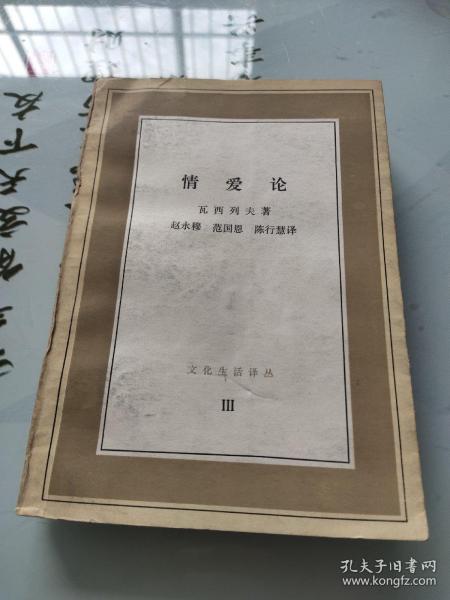 情爱论
瓦西列夫著
赵永穆 范国恩 陈行慧译
文化生活译丛
III
孔夫子旧书网
www.kongfz.com